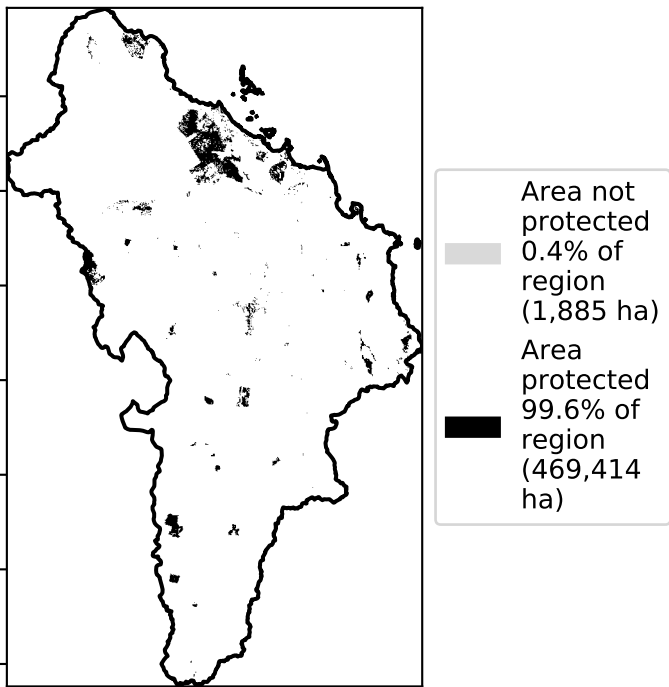 Area not
protected
0.4% of
region
(1,885 ha)
Area
protected
99.6% of
region
(469,414
ha)